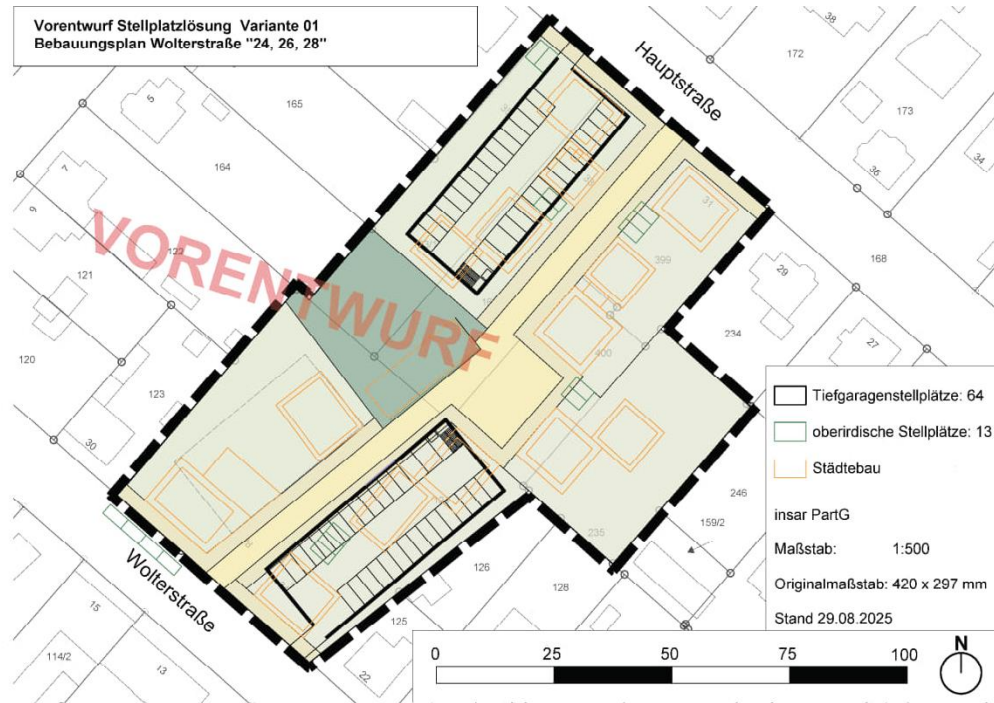 Vorentwurf Stellplatzlösung Variante 01
Bebauungsplan Wolterstraße "24, 26, 28"
Hauptstraße
38
172
173
36
34
5
165
164
7
9
122
121
120
123
30
VORENTWURF
31
399
400
29
168
234
27
246
159/2
235
126
128
125
22
15
13
114/2
Wolterstraße
Tiefgaragenstellplätze: 64
oberirdische Stellplätze: 13
Städtebau
insar PartG
Maßstab: 1:500
Originalmaßstab: 420 x 297 mm
Stand 29.08.2025
0 25 50 75 100
N